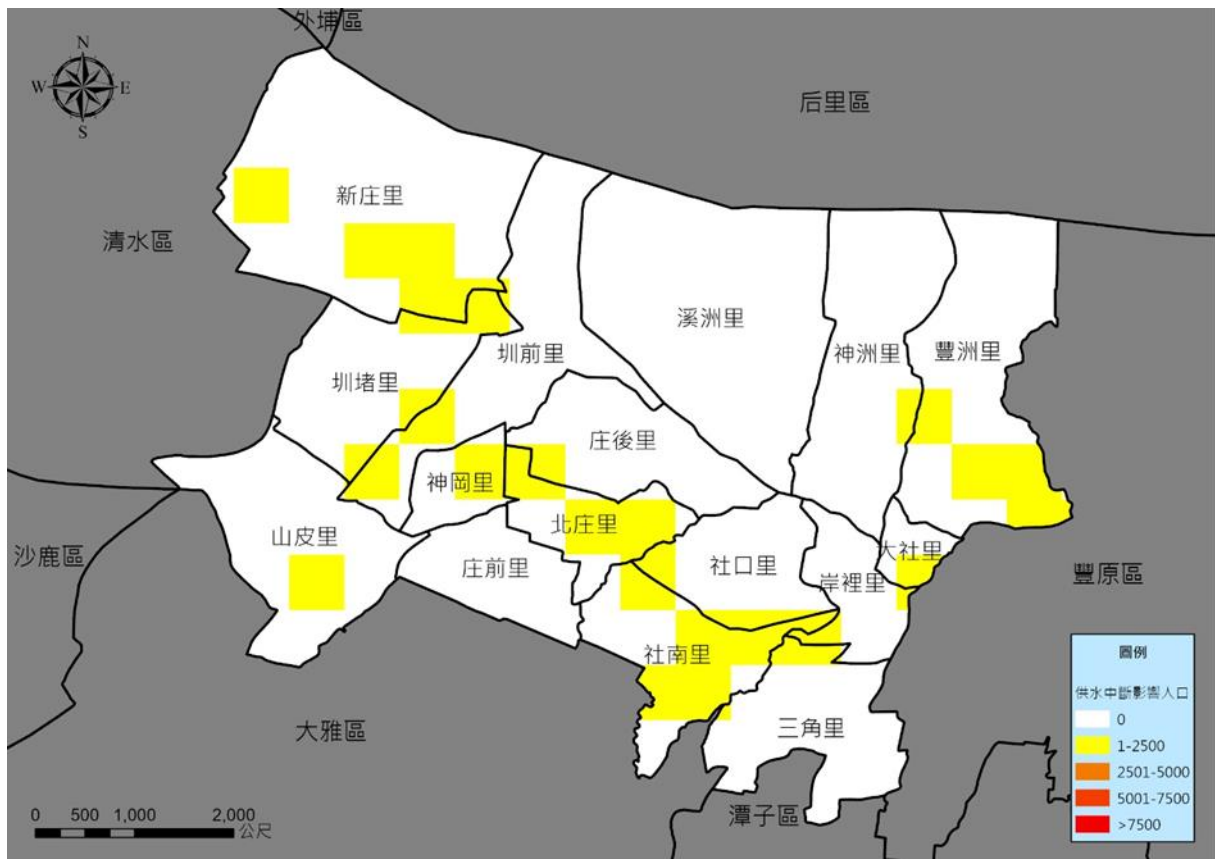 外埔區
N
W E
S
后里區
新庄里
清水區
溪洲里
圳前里
神洲里
豐洲里
圳堵里
庄後里
神岡里
北庄里
山皮里
大社里
沙鹿區
庄前里
社口里
岸裡里
豐原區
社南里
三角里
大雅區
潭子區
圖例
供水中斷影響人口
0
1-2500
2501-5000
5001-7500
>7500
0 500 1,000 2,000
公尺